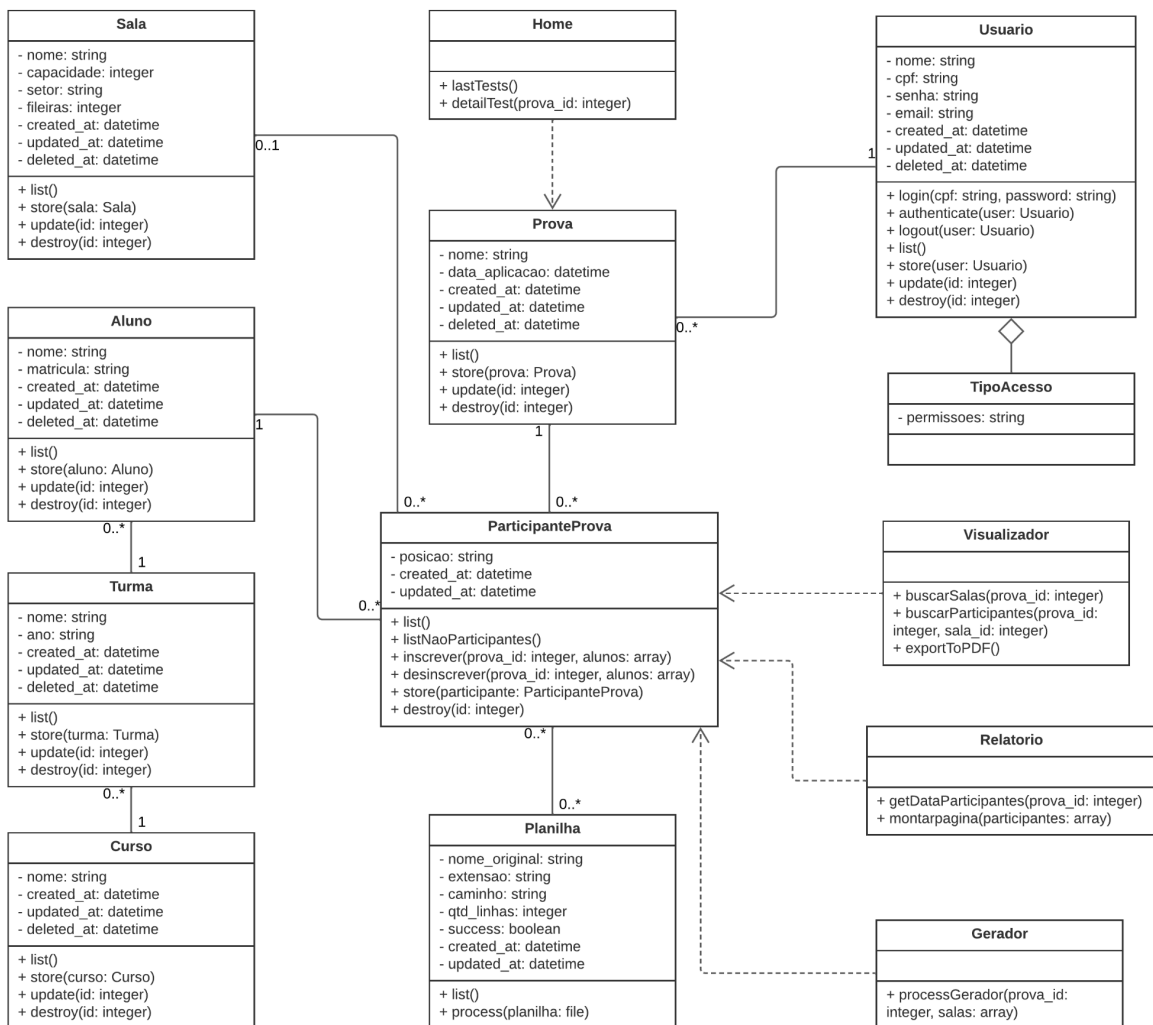 Sala
- nome: string
- capacidade: integer
- setor: string
- fileiras: integer
- created_at: datetime
- updated_at: datetime
- deleted_at: datetime
+ list()
+ store(sala: Sala)
+ update(id: integer)
+ destroy(id: integer)
0..1
Home
+ lastTests()
+ detailTest(prova_id: integer)
Usuario
- nome: string
- cpf: string
- senha: string
- email: string
- created_at: datetime
- updated_at: datetime
- deleted_at: datetime
+ login(cpf: string, password: string)
+ authenticate(user: Usuario)
+ logout(user: Usuario)
+ list()
+ store(user: Usuario)
+ update(id: integer)
+ destroy(id: integer)
1
Prova
- nome: string
- data_aplicacao: datetime
- created_at: datetime
- updated_at: datetime
- deleted_at: datetime
+ list()
+ store(prova: Prova)
+ update(id: integer)
+ destroy(id: integer)
0..*
1
Aluno
- nome: string
- matricula: string
- created_at: datetime
- updated_at: datetime
- deleted_at: datetime
+ list()
+ store(aluno: Aluno)
+ update(id: integer)
+ destroy(id: integer)
1
0..*
TipoAcesso
- permissoes: string
0..*
0..*
ParticipanteProva
- posicao: string
- created_at: datetime
- updated_at: datetime
+ list()
+ listNaoParticipantes()
+ inscrever(prova_id: integer, alunos: array)
+ desinscrever(prova_id: integer, alunos: array)
+ store(participante: ParticipanteProva)
+ destroy(id: integer)
0..*
0..*
Visualizador
+ buscarSalas(prova_id: integer)
+ buscarParticipantes(prova_id:
integer, sala_id: integer)
+ exportToPDF()
1
Turma
- nome: string
- ano: string
- created_at: datetime
- updated_at: datetime
- deleted_at: datetime
+ list()
+ store(turma: Turma)
+ update(id: integer)
+ destroy(id: integer)
0..*
Relatorio
+ getDataParticipantes(prova_id: integer)
+ montarpagina(participantes: array)
1
Curso
- nome: string
- created_at: datetime
- updated_at: datetime
- deleted_at: datetime
+ list()
+ store(curso: Curso)
+ update(id: integer)
+ destroy(id: integer)
0..*
Planilha
- nome_original: string
- extensao: string
- caminho: string
- qtd_linhas: integer
- success: boolean
- created_at: datetime
- updated_at: datetime
+ list()
+ process(planilha: file)
Gerador
+ processGerador(prova_id:
integer, salas: array)